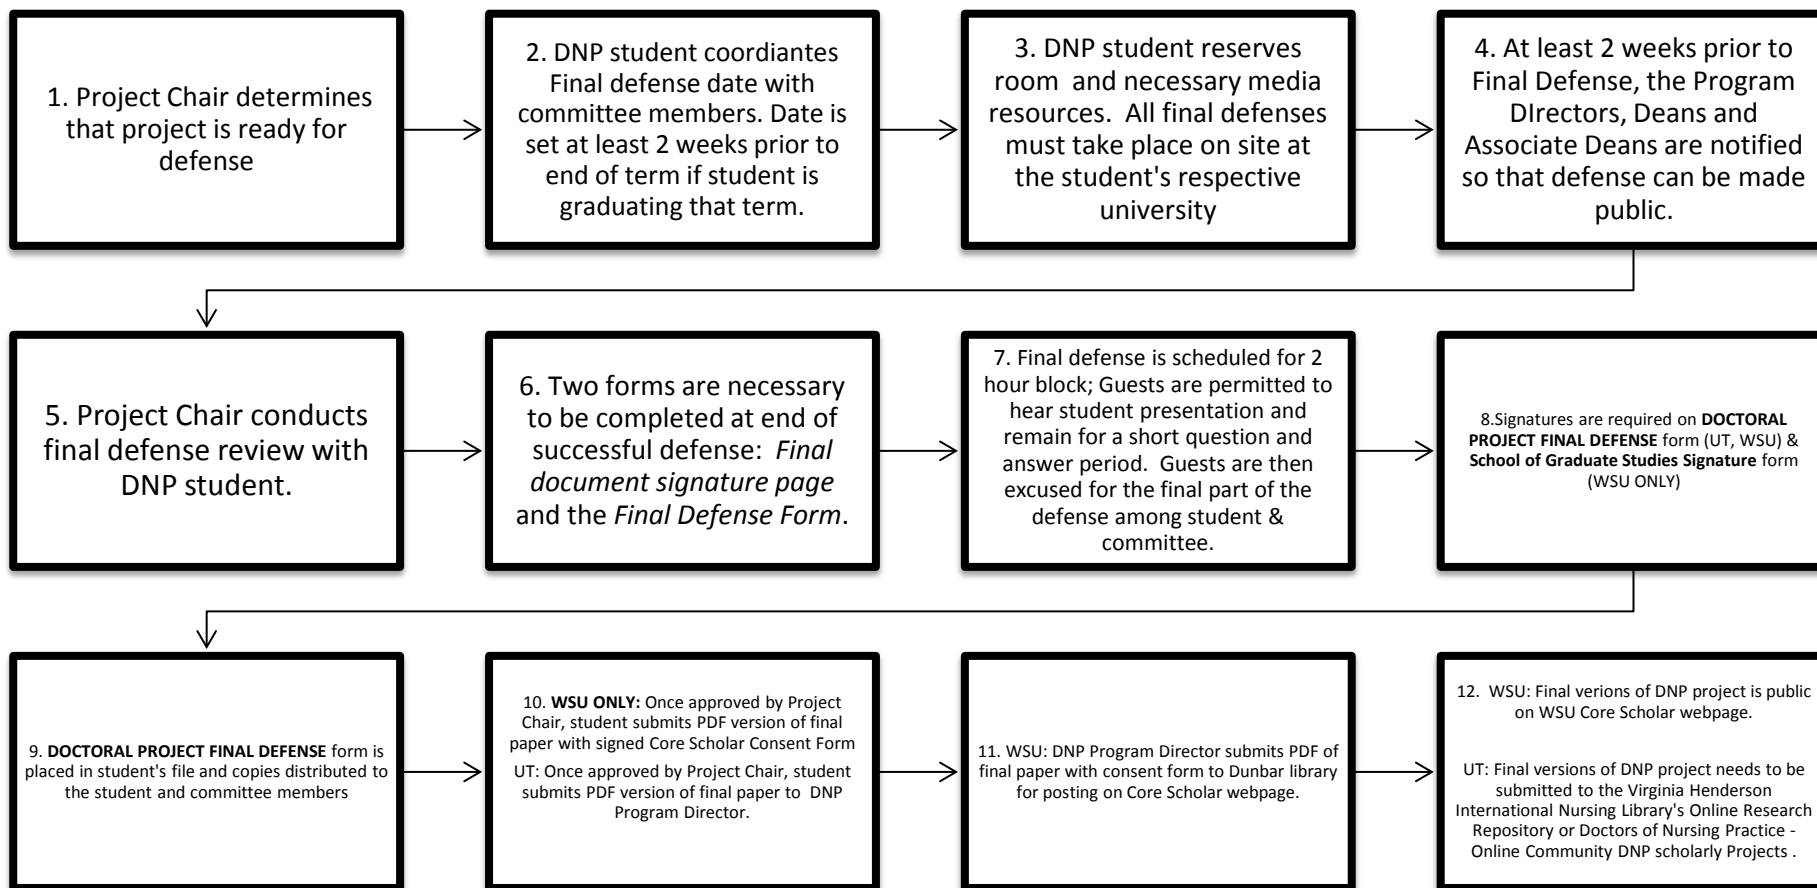 1. Project Chair determines
that project is ready for
defense
2. DNP student coordiantes
Final defense date with
committee members. Date is
set at least 2 weeks prior to
end of term if student is
graduating that term.
3. DNP student reserves
room and necessary media
resources. All final defenses
must take place on site at
the student's respective
university
4. At least 2 weeks prior to
Final Defense, the Program
DIrectors, Deans and
Associate Deans are notified
so that defense can be made
public.
5. Project Chair conducts
final defense review with
DNP student.
6. Two forms are necessary
to be completed at end of
successful defense: Final
document signature page
and the Final Defense Form.
7. Final defense is scheduled for 2
hour block; Guests are permitted to
hear student presentation and
remain for a short question and
answer period. Guests are then
excused for the final part of the
defense among student &
committee.
8.Signatures are required on DOCTORAL
PROJECT FINAL DEFENSE form (UT, WSU) &
School of Graduate Studies Signature form
(WSU ONLY)
9. DOCTORAL PROJECT FINAL DEFENSE form is
placed in student's file and copies distributed to
the student and committee members
10. WSU ONLY: Once approved by Project
Chair, student submits PDF version of final
paper with signed Core Scholar Consent Form
UT: Once approved by Project Chair, student
submits PDF version of final paper to DNP
Program Director.
11. WSU: DNP Program Director submits PDF of
final paper with consent form to Dunbar library
for posting on Core Scholar webpage.
12. WSU: Final verions of DNP project is public
on WSU Core Scholar webpage.
UT: Final versions of DNP project needs to be
submitted to the Virginia Henderson
International Nursing Library's Online Research
Repository or Doctors of Nursing Practice -
Online Community DNP scholarly Projects .